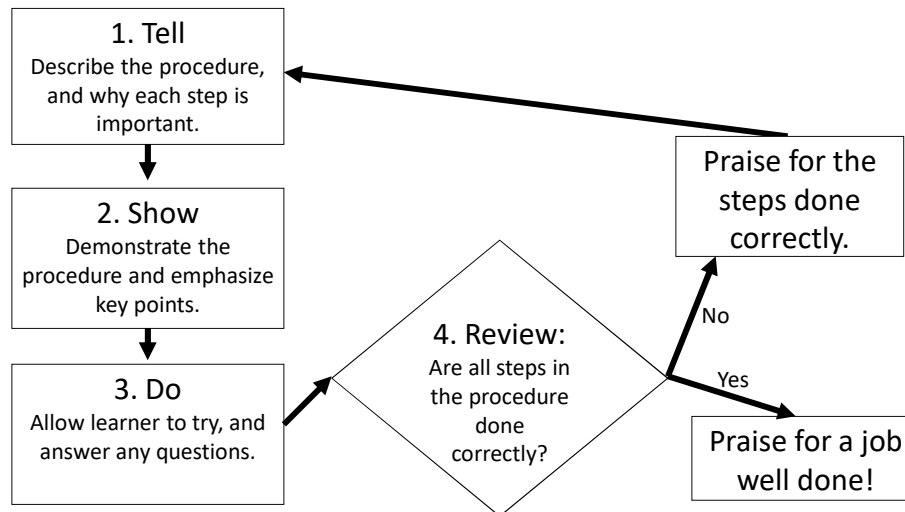 1. Tell
Describe the procedure,
and why each step is
important.
2. Show
Demonstrate the
procedure and emphasize
key points.
3. Do
Allow learner to try, and
answer any questions.
4. Review:
Are all steps in
the procedure
done
correctly?
No
Praise for the
steps done
correctly.
Yes
Praise for a job
well done!